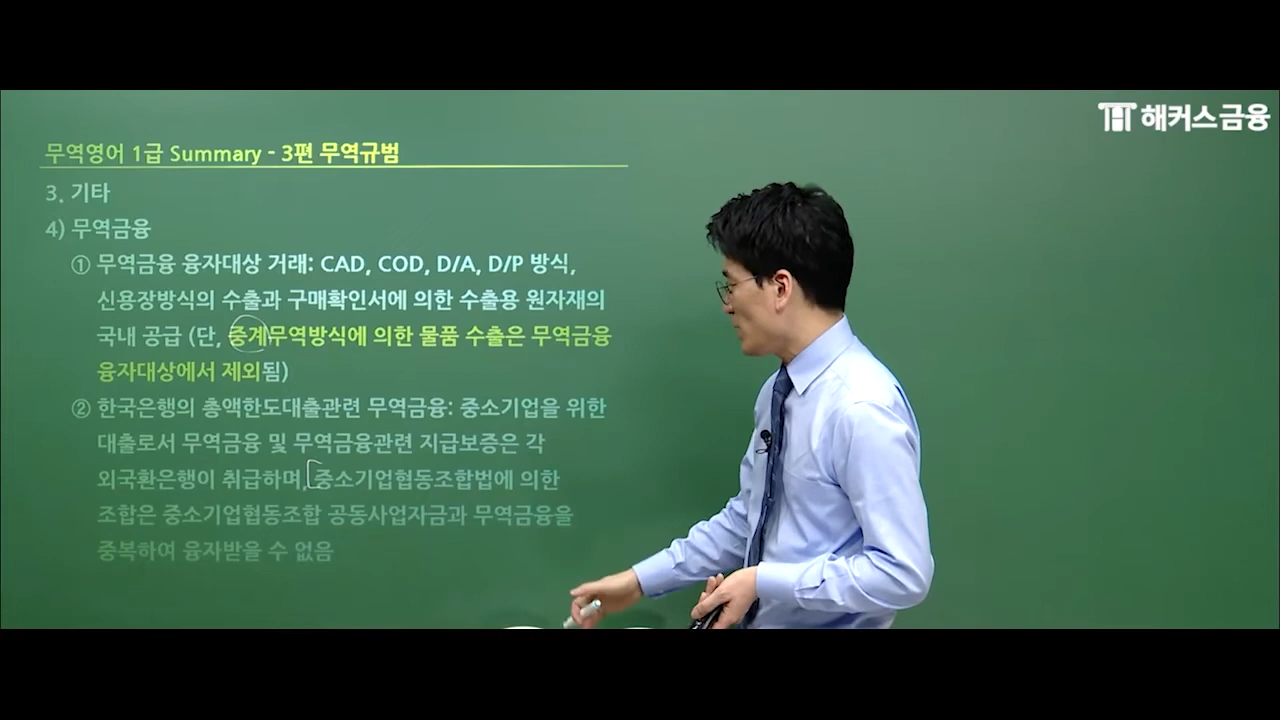 해커스금융
무역영어 1급 Summary - 3편 무역규범
3. 기타
4) 무역금융
① 무역금융 융자대상 거래: CAD, COD, D/A, D/P 방식,
신용장방식의 수출과 구매확인서에 의한 수출용 원자재의
국내 공급 (단, 중계무역방식에 의한 물품 수출은 무역금융
융자대상에서 제외됨)
② 한국은행의 총액한도대출관련 무역금융: 중소기업을 위한
대출로서 무역금융 및 무역금융관련 지급보증은 각
외국환은행이 취급하며, 중소기업협동조합법에 의한
조합은 중소기업협동조합 공동사업자금과 무역금융을
중복하여 융자받을 수 없음